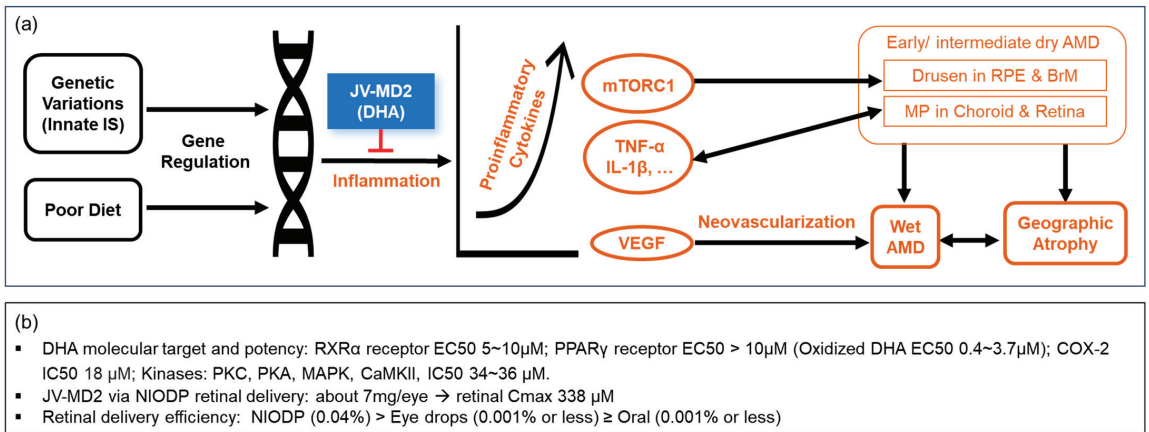 (a)
Genetic
Variations
(Innate IS)
Poor Diet
Gene
Regulation
JV-MD2
(DHA)
Inflammation
Proinflammatory
Cytokines
mTORC1
TNF-α
IL-1β, ...
VEGF
Neovascularization
Early/ intermediate dry AMD
Drusen in RPE & BrM
MP in Choroid & Retina
Wet
AMD
Geographic
Atrophy
(b)
▪ DHA molecular target and potency: RXRα receptor EC50 5~10µM; PPARγ receptor EC50 > 10µM (Oxidized DHA EC50 0.4~3.7µM); COX-2
IC50 18 µM; Kinases: PKC, PKA, MAPK, CaMKII, IC50 34~36 µM.
▪ JV-MD2 via NIODP retinal delivery: about 7mg/eye → retinal Cmax 338 µM
▪ Retinal delivery efficiency: NIODP (0.04%) > Eye drops (0.001% or less) ≥ Oral (0.001% or less)